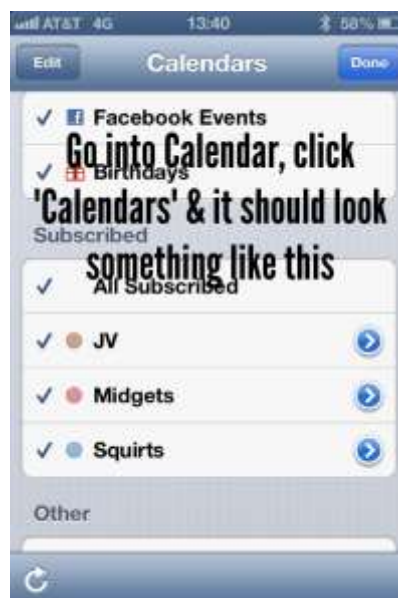 AT&T 4G 13:40 58%
Edit Calendars Done
Facebook Events
Go into Calendar, click
Birthdays
'Calendars' & it should look
Subscribed
something like this
All Subscribed
JV
Midgets
Squirts
Other